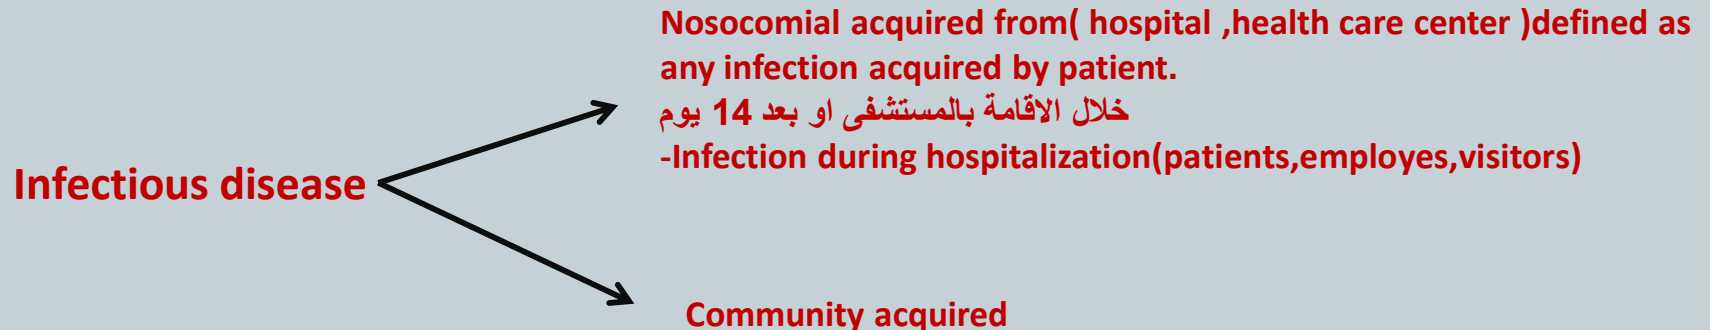 Nosocomial acquired from( hospital ,health care center )defined as
any infection acquired by patient.
خلال الاقامة بالمستشفى او بعد 14 يوم
-Infection during hospitalization(patients,employes,visitors)
Infectious disease
Community acquired